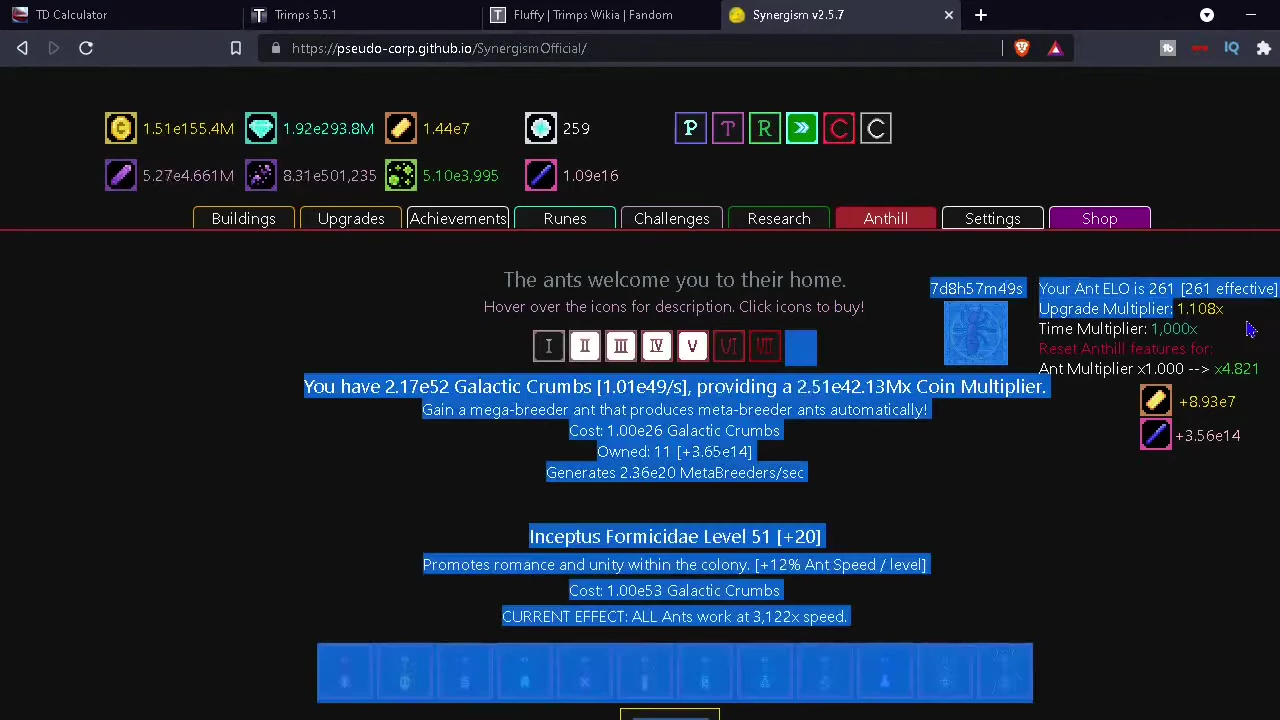 TD Calculator
Trimps 5.5.1
Fluffy | Trimps Wikia | Fandom
Synergism v2.5.7
https://pseudo-corp.github.io/SynergismOfficial/
IQ
1.51e155.4M
1.92e293.8M
1.44e7
259
P T R C C
5.27e4.661M
8.31e501,235
5.10e3,995
1.09e16
Buildings
Upgrades
Achievements
Runes
Challenges
Research
Anthill
Settings
Shop
The ants welcome you to their home.
Hover over the icons for description. Click icons to buy!
7d8h57m49s
Your Ant ELO is 261 [261 effective]
Upgrade Multiplier: 1.108x
Time Multiplier: 1,000x
Reset Anthill features for:
Ant Multiplier x1.000 --> x4.821
+8.93e7
+3.56e14
I II III IV V VI VII
You have 2.17e52 Galactic Crumbs [1.01e49/s], providing a 2.51e42.13Mx Coin Multiplier.
Gain a mega-breeder ant that produces meta-breeder ants automatically!
Cost: 1.00e26 Galactic Crumbs
Owned: 11 [+3.65e14]
Generates 2.36e20 MetaBreeders/sec
Inceptus Formicidae Level 51 [+20]
Promotes romance and unity within the colony. [+12% Ant Speed / level]
Cost: 1.00e53 Galactic Crumbs
CURRENT EFFECT: ALL Ants work at 3,122x speed.